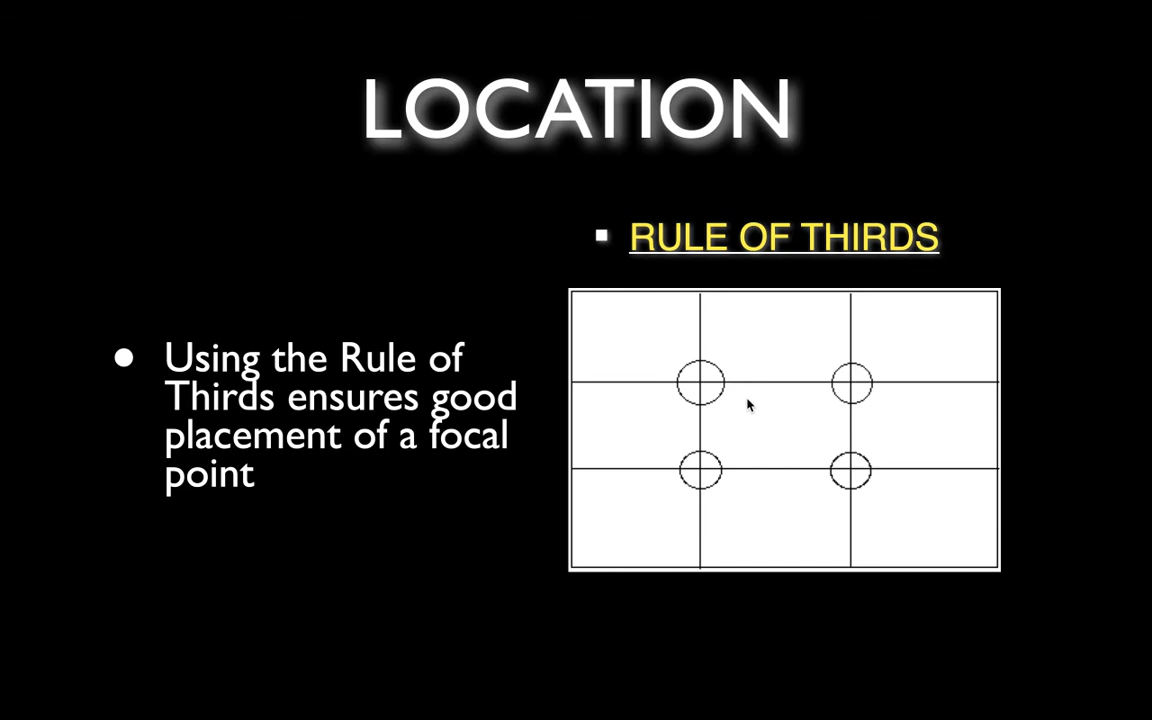 LOCATION
▪ RULE OF THIRDS
• Using the Rule of
Thirds ensures good
placement of a focal
point